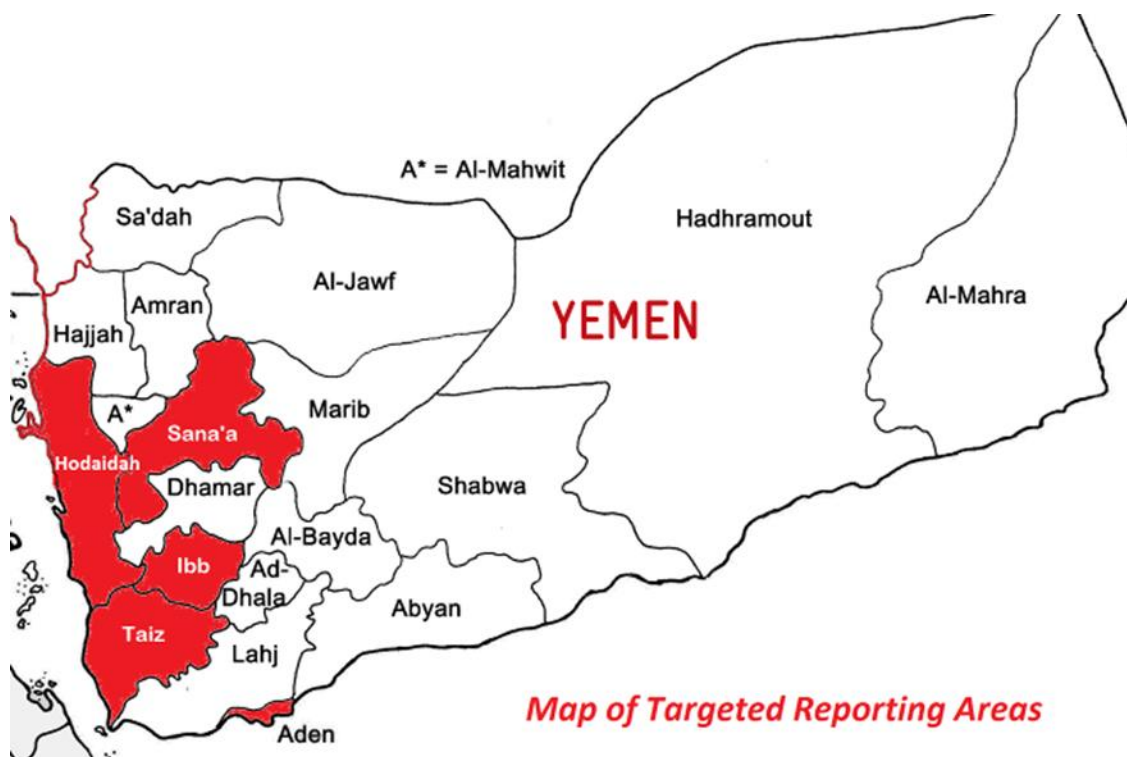 A* = Al-Mahwit
Sa'dah
Hadhramout
Al-Jawf
Al-Mahra
Amran
YEMEN
Hajjah
A*
Marib
Sana'a
Hodaidah
Dhamar
Shabwa
Al-Bayda
Ibb
Ad-
Dhala
Abyan
Taiz
Lahj
Map of Targeted Reporting Areas
Aden